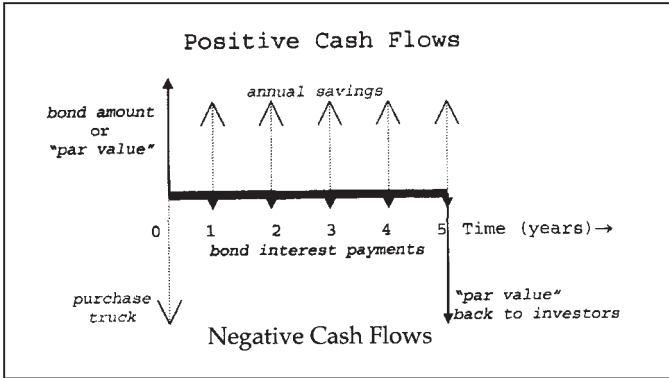 Positive Cash Flows
annual savings
bond amount
or
"par value"
0 1 2 3 4 5 Time (years)→
bond interest payments
purchase
truck
"par value"
back to investors
Negative Cash Flows